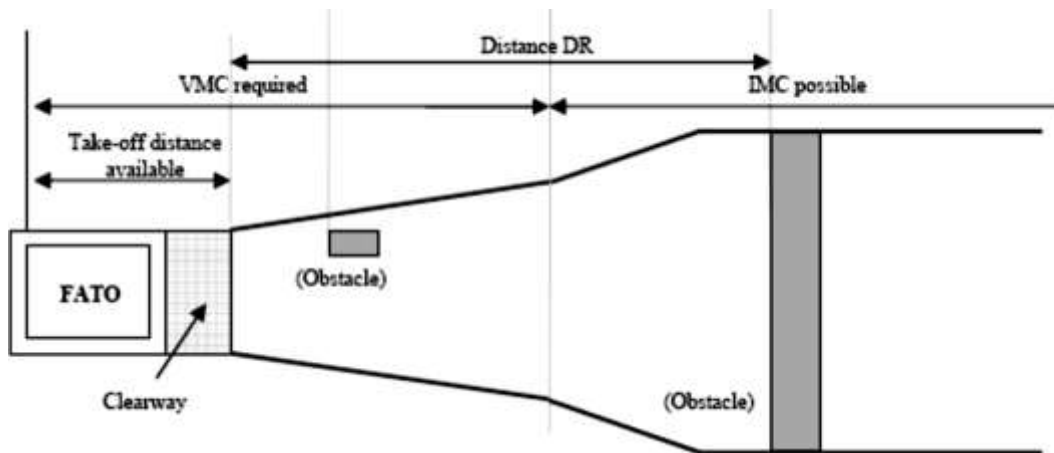 Distance DR
VMC required
IMC possible
Take-off distance
available
(Obstacle)
FATO
Clearway
(Obstacle)